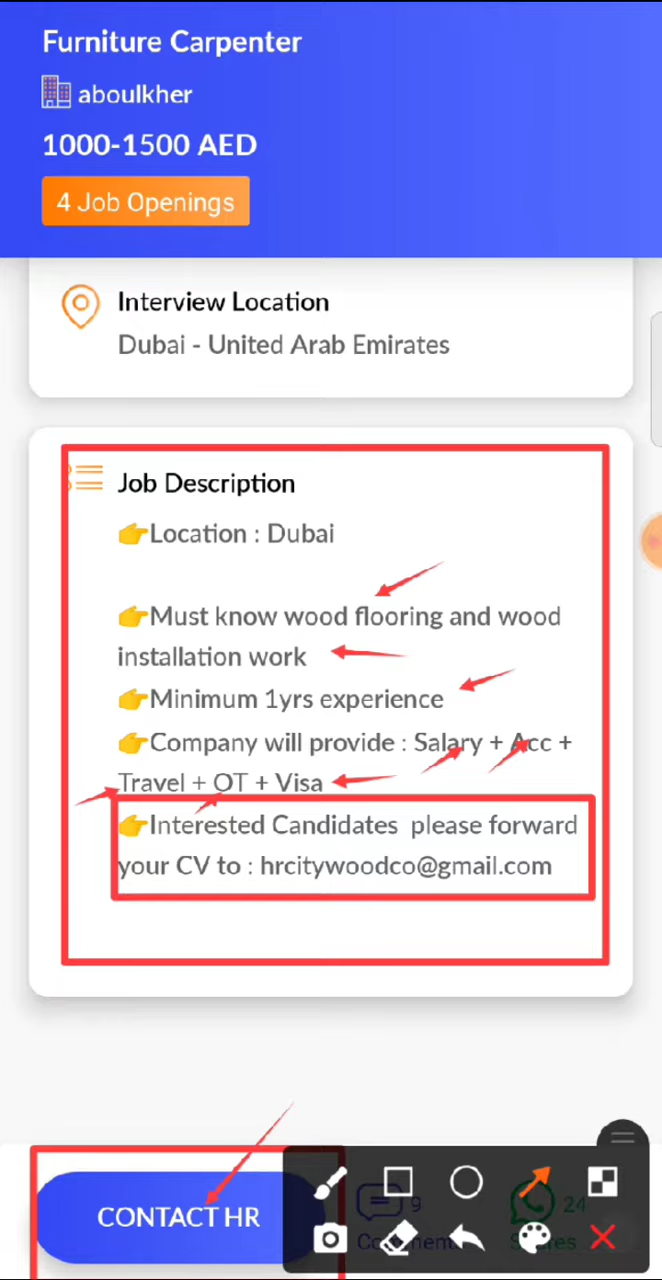 Furniture Carpenter
aboulkher
1000-1500 AED
4 Job Openings
Interview Location
Dubai - United Arab Emirates
Job Description
👉Location : Dubai
👉Must know wood flooring and wood
installation work
👉Minimum 1yrs experience
👉Company will provide : Salary + Acc +
Travel + OT + Visa
👉Interested Candidates please forward
your CV to : hrcitywoodco@gmail.com
CONTACT HR
9
24